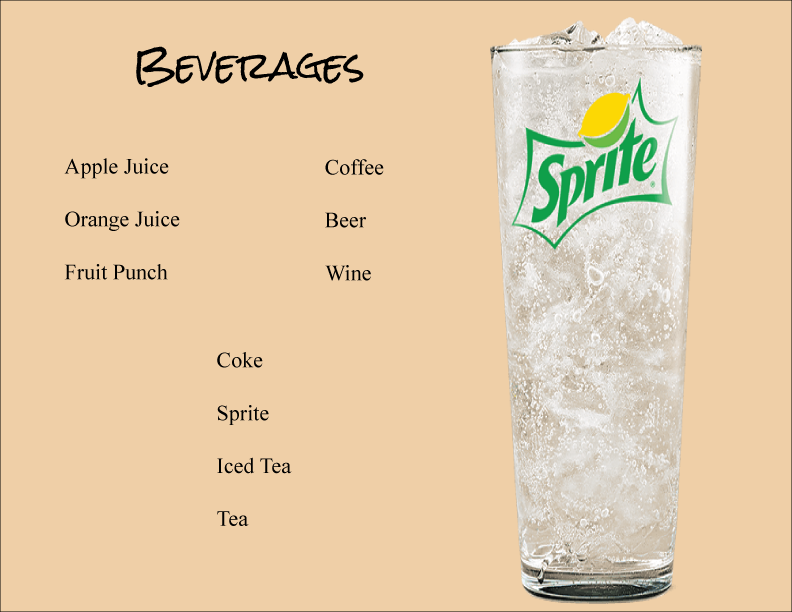 Beverages
Apple Juice
Orange Juice
Fruit Punch
Coffee
Beer
Wine
Coke
Sprite
Iced Tea
Tea
Sprite